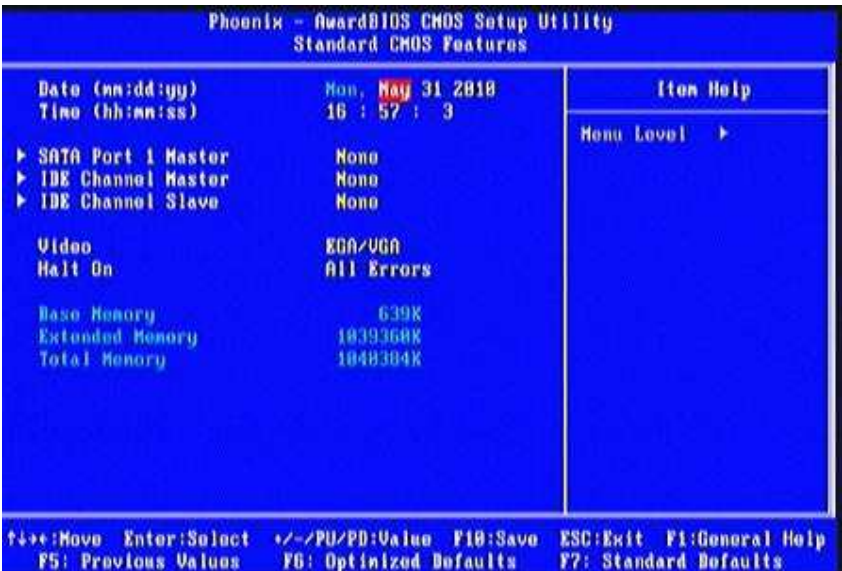 Phoenix - AwardBIOS CMOS Setup Utility
Standard CMOS Features
Date (mm:dd:yy) Mon, May 31 2010
Time (hh:mm:ss) 16 : 57 : 3
SATA Port 1 Master None
IDE Channel Master None
IDE Channel Slave None
Video EGA/VGA
Halt On All Errors
Base Memory 639K
Extended Memory 1039360K
Total Memory 1040384K
Item Help
Menu Level ▸
↑↓→←:Move Enter:Select +/-/PU/PD:Value F10:Save ESC:Exit F1:General Help
F5: Previous Values F6: Optimized Defaults F7: Standard Defaults